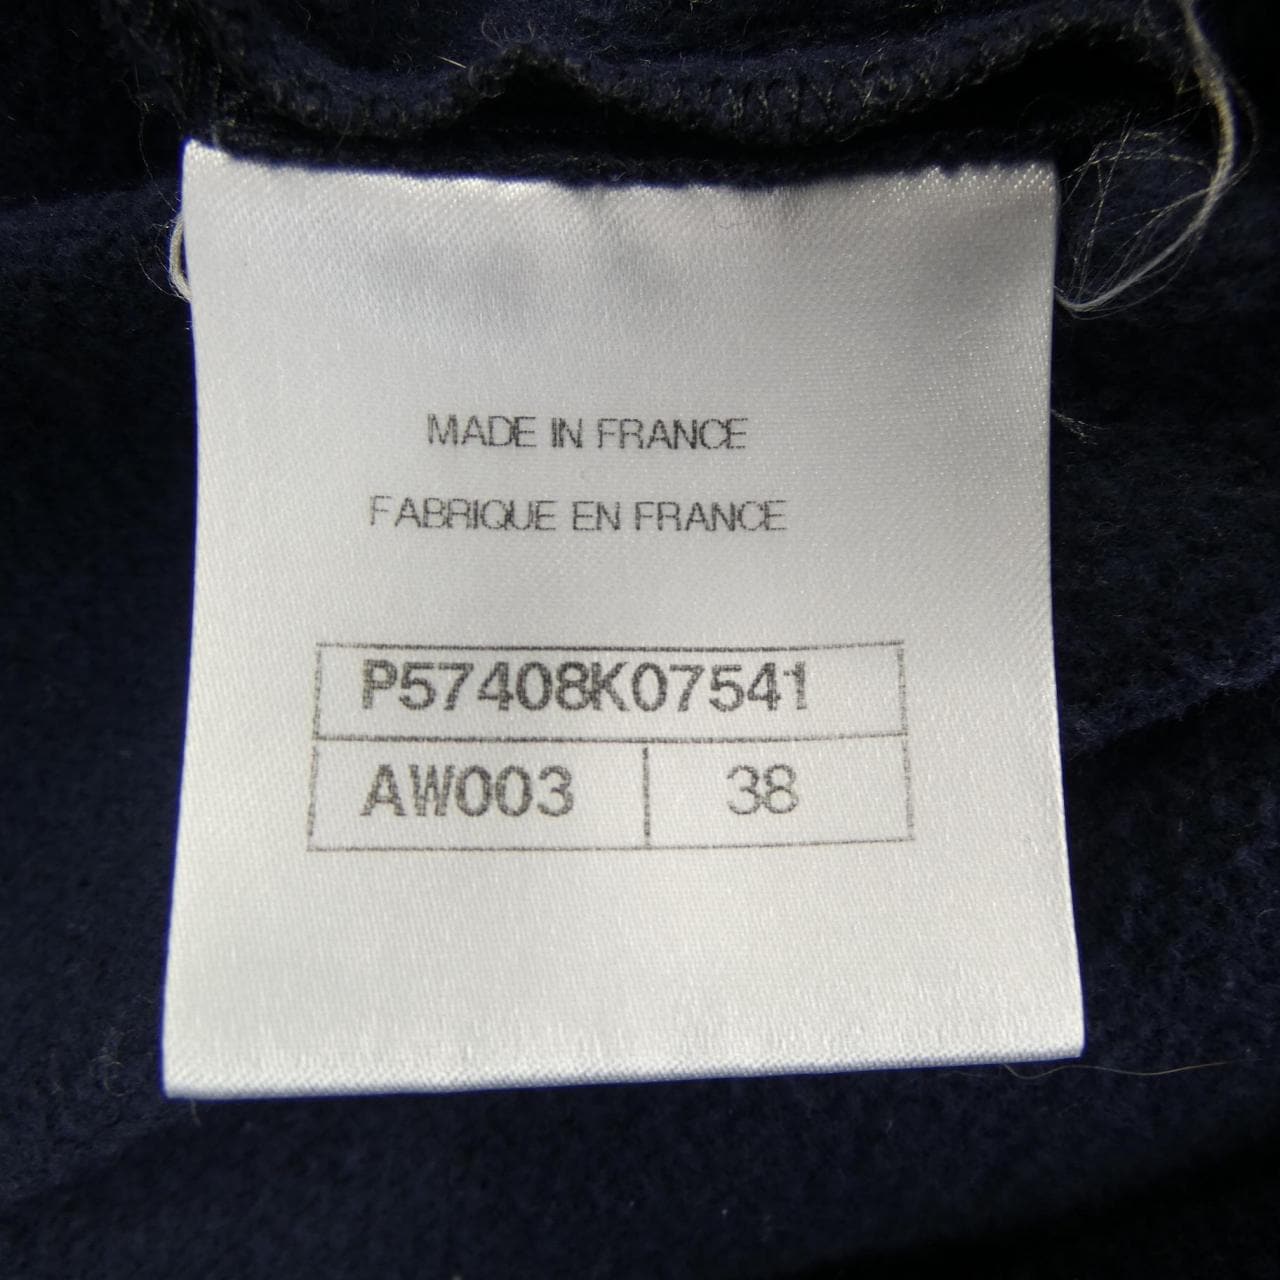 MADE IN FRANCE
FABRIQUE EN FRANCE
P57408K07541
AW003 38